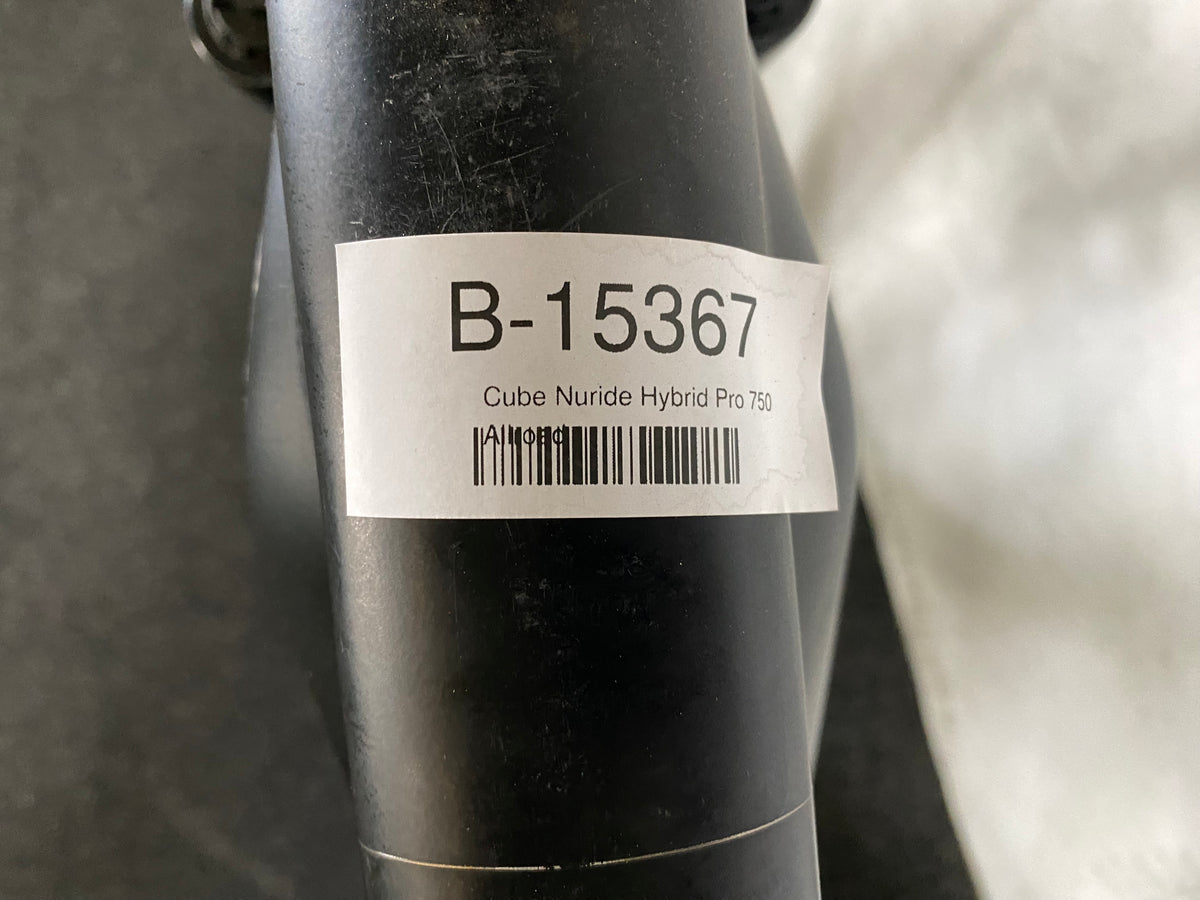 B-15367
Cube Nuride Hybrid Pro 750
Allroad